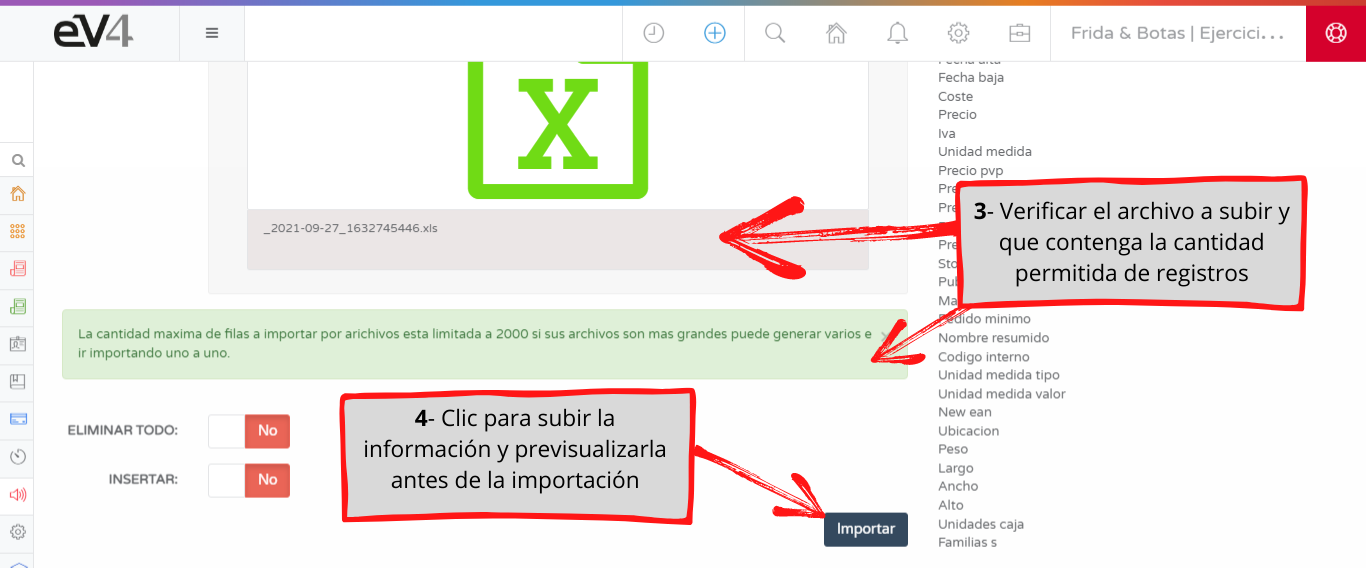 eV4
Frida & Botas | Ejercici...
X
_2021-09-27_1632745446.xls
La cantidad maxima de filas a importar por arichivos esta limitada a 2000 si sus archivos son mas grandes puede generar varios e
ir importando uno a uno.
ELIMINAR TODO:
No
INSERTAR:
No
4- Clic para subir la
información y previsualizarla
antes de la importación
Importar
3- Verificar el archivo a subir y
que contenga la cantidad
permitida de registros
Fecha alta
Fecha baja
Coste
Precio
Iva
Unidad medida
Precio pvp
Pre
Pre
Pre
Sto
Pub
Ma
Pedido minimo
Nombre resumido
Codigo interno
Unidad medida tipo
Unidad medida valor
New ean
Ubicacion
Peso
Largo
Ancho
Alto
Unidades caja
Familias s